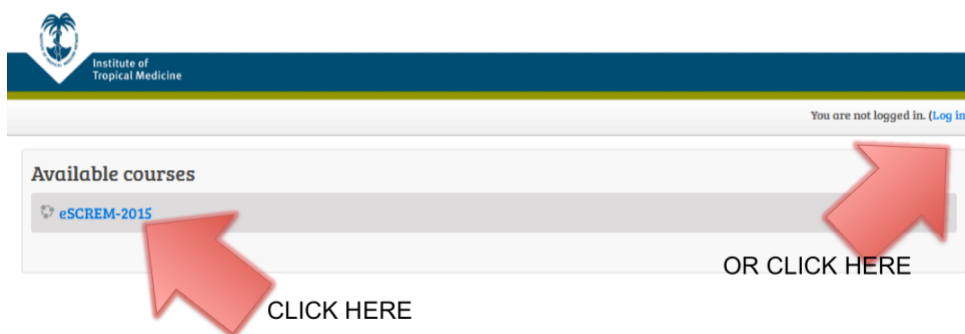 Institute of
Tropical Medicine
You are not logged in. (Log in
Available courses
eSCREM-2015
OR CLICK HERE
CLICK HERE